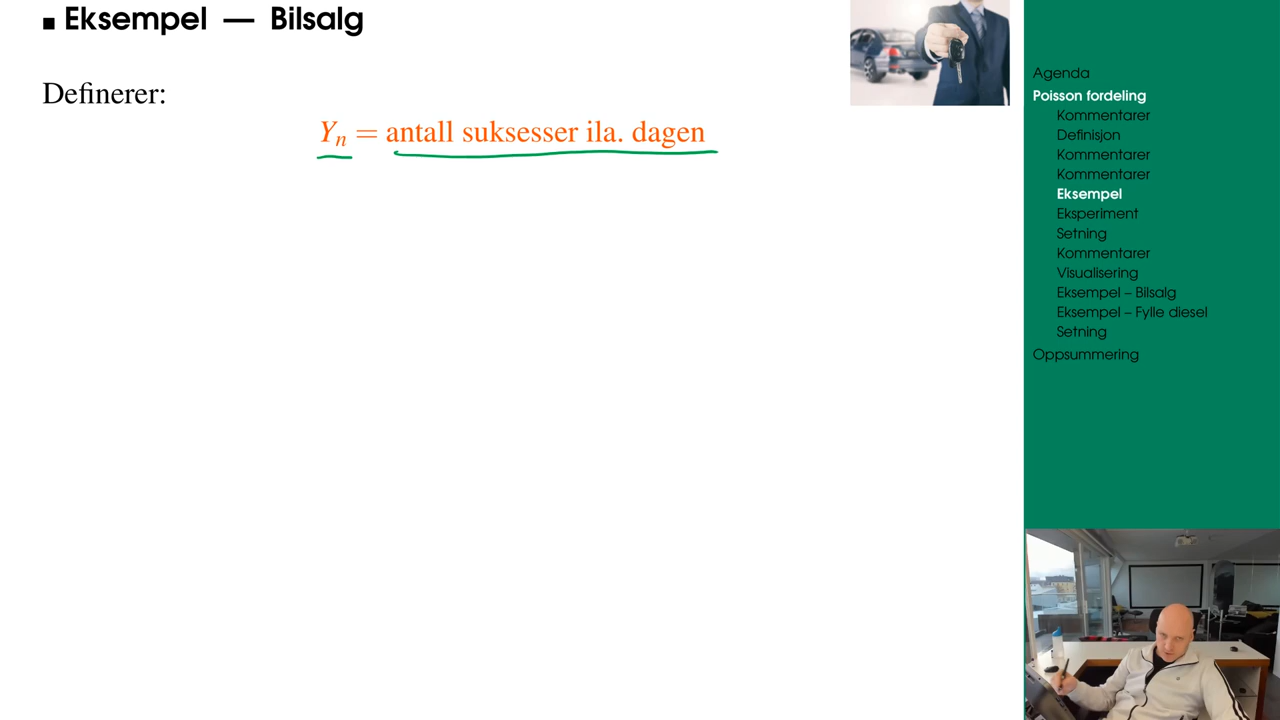 Eksempel — Bilsalg
Definerer:
Yn = antall suksesser ila. dagen
Agenda
Poisson fordeling
Kommentarer
Definisjon
Kommentarer
Kommentarer
Eksempel
Eksperiment
Setning
Kommentarer
Visualisering
Eksempel – Bilsalg
Eksempel – Fylle diesel
Setning
Oppsummering